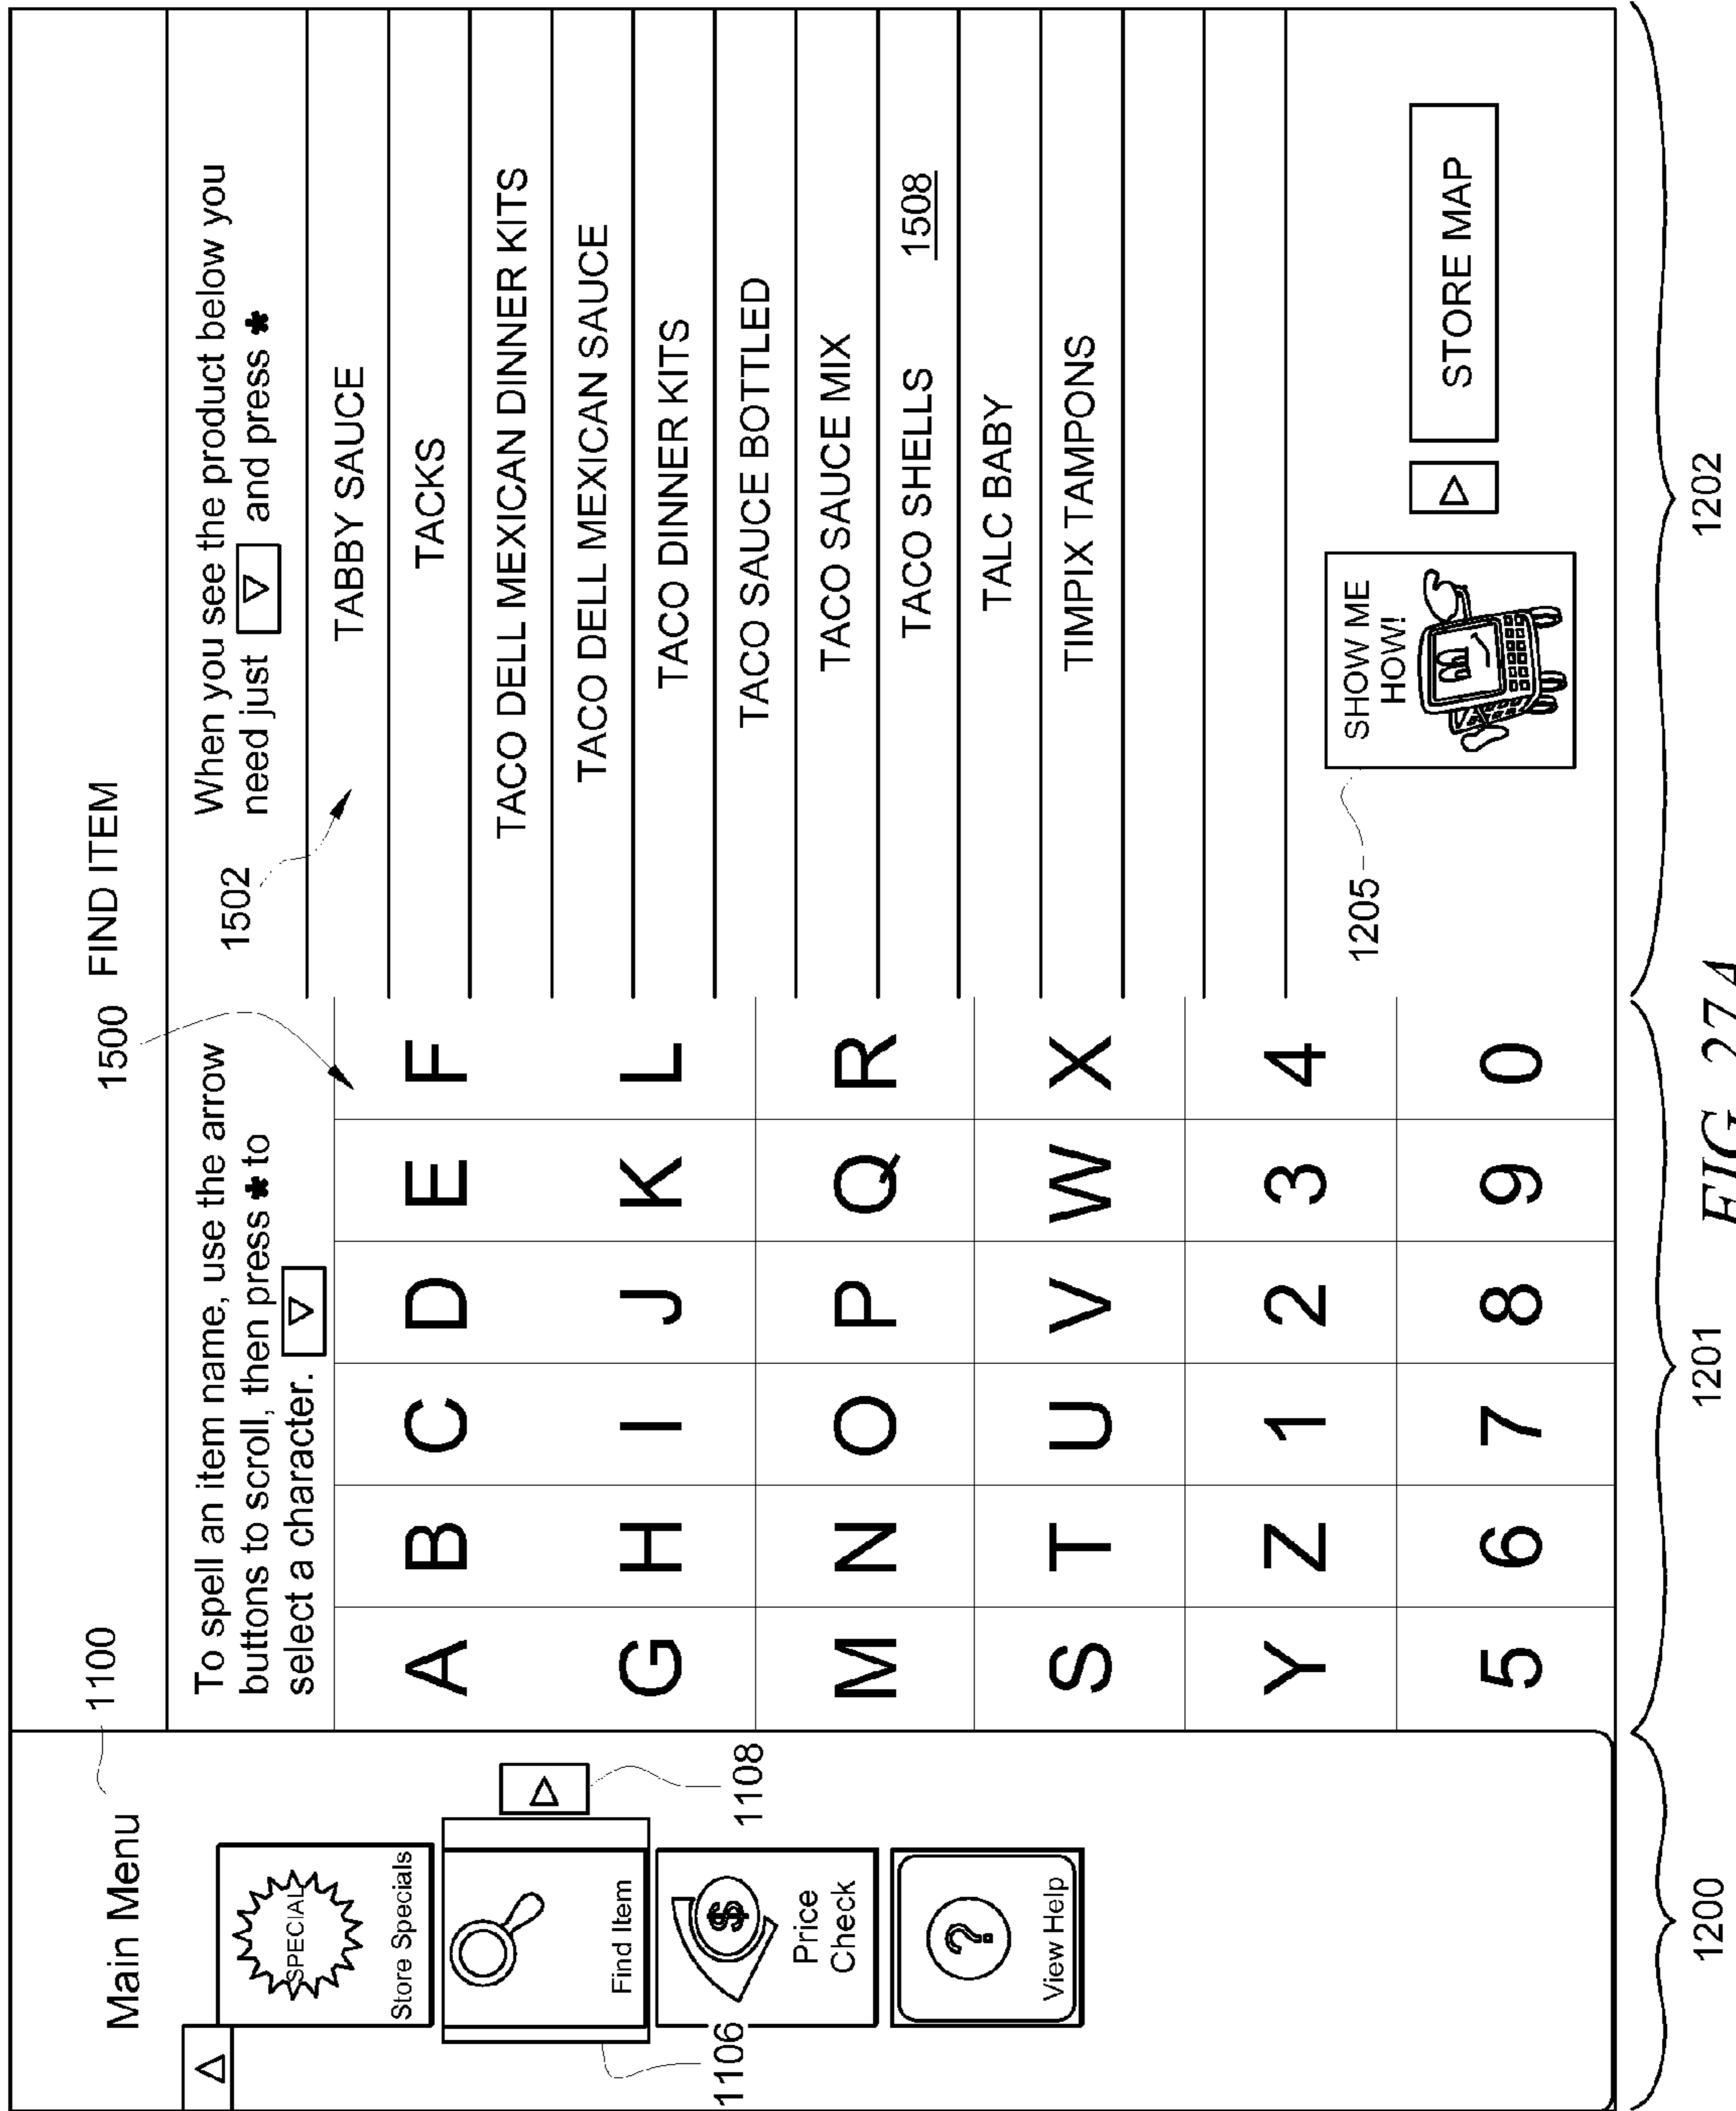 Main Menu
1100
SPECIAL
Store Specials
Find Item
1108
1106
Price
Check
?
View Help
1500 FIND ITEM
To spell an item name, use the arrow
buttons to scroll, then press * to
select a character.
A B C D E F
G H I J K L
M N O P Q R
S T U V W X
Y Z 1 2 3 4
5 6 7 8 9 0
1502
When you see the product below you
need just and press *
TABBY SAUCE
TACKS
TACO DELL MEXICAN DINNER KITS
TACO DELL MEXICAN SAUCE
TACO DINNER KITS
TACO SAUCE BOTTLED
TACO SAUCE MIX
TACO SHELLS 1508
TALC BABY
TIMPIX TAMPONS
1205
SHOW ME
HOW!
STORE MAP
1200 1201 1202
FIG. 27A